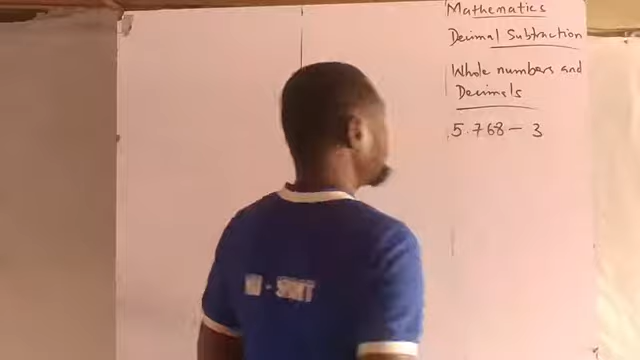 Mathematics
Decimal Subtraction
Whole numbers and
Decimals
5.768 - 3